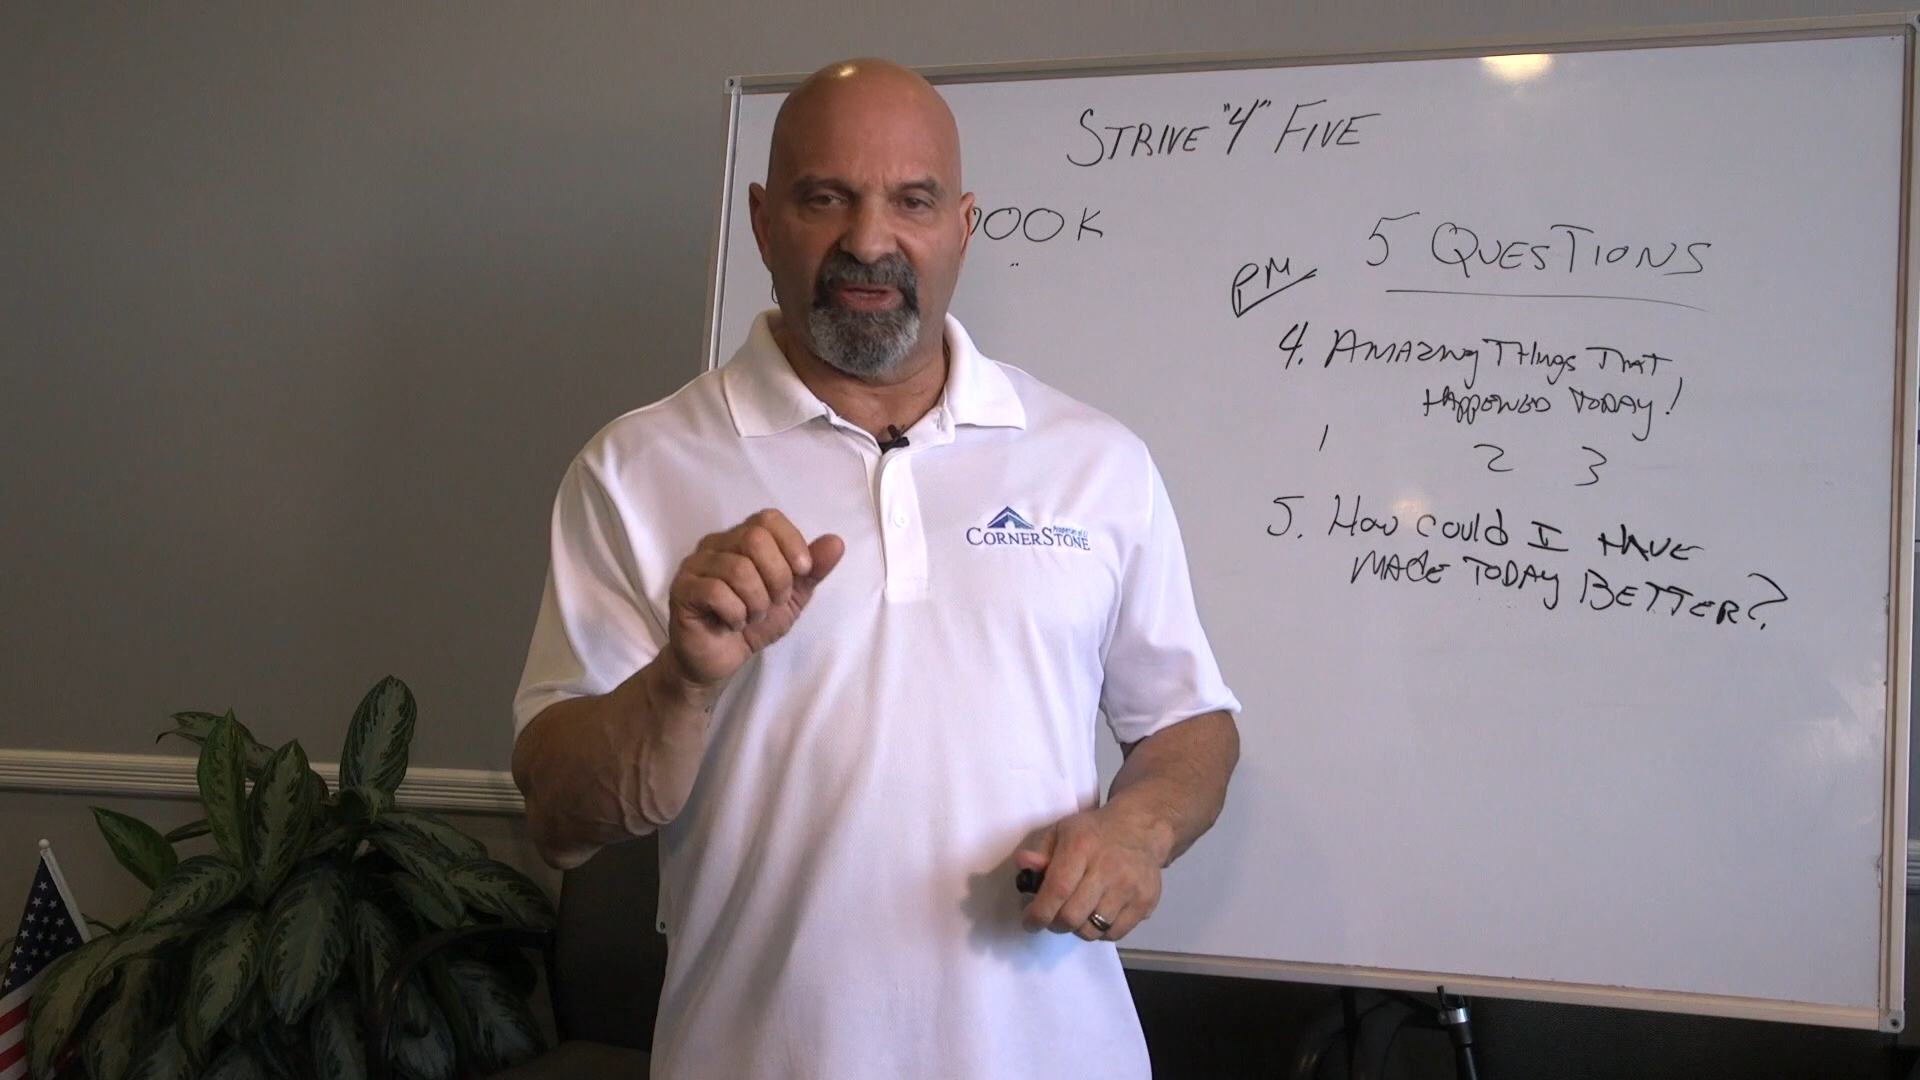 STRIVE "4" FIVE
OOK
5 QUESTIONS
PM
4. AMAZING THINGS THAT
HAPPENED TODAY!
1 2 3
5. HOW COULD I HAVE
MADE TODAY BETTER?
CORNERSTONE